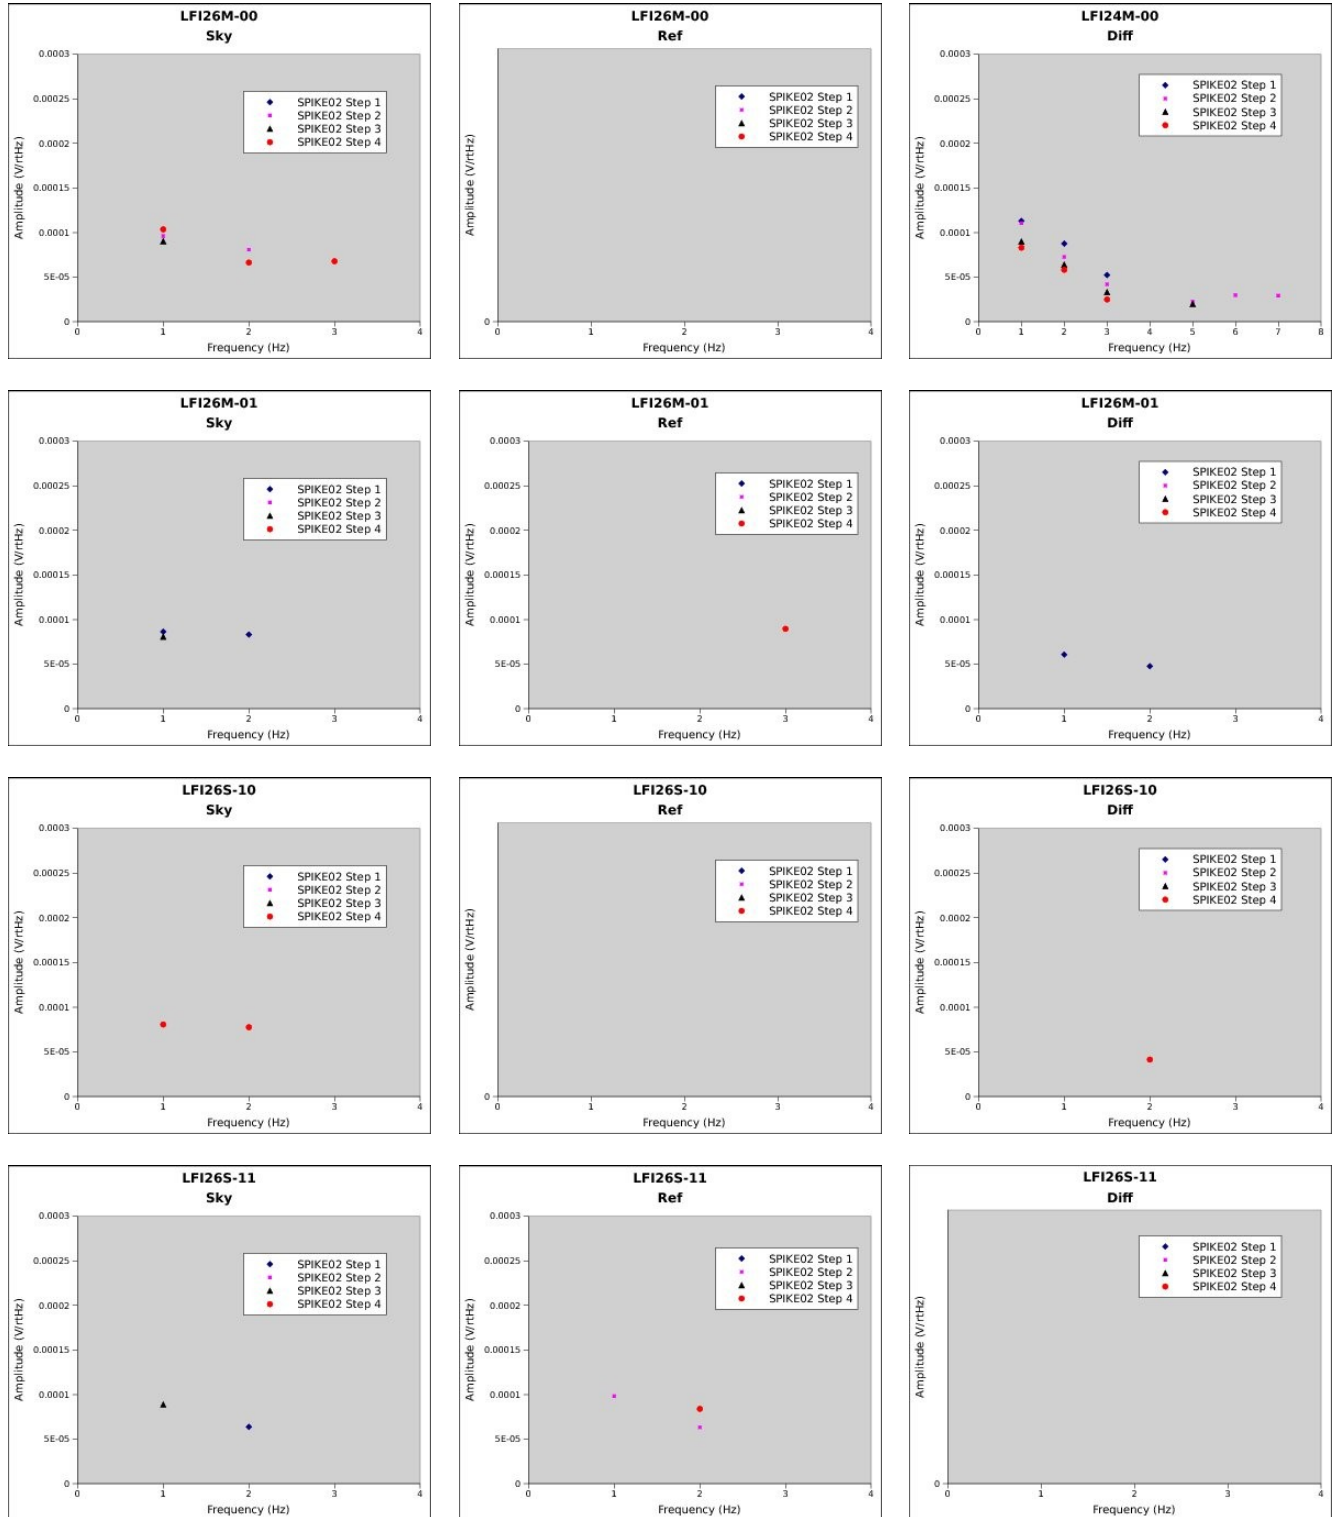 LFI26M-00
Sky
Amplitude (V/rtHz)
0.0003
0.00025
0.0002
0.00015
0.0001
5E-05
0
SPIKE02 Step 1
SPIKE02 Step 2
SPIKE02 Step 3
SPIKE02 Step 4
0 1 2 3 4
Frequency (Hz)
LFI26M-00
Ref
Amplitude (V/rtHz)
SPIKE02 Step 1
SPIKE02 Step 2
SPIKE02 Step 3
SPIKE02 Step 4
0
0 1 2 3 4
Frequency (Hz)
LFI24M-00
Diff
Amplitude (V/rtHz)
0.0003
0.00025
0.0002
0.00015
0.0001
5E-05
0
SPIKE02 Step 1
SPIKE02 Step 2
SPIKE02 Step 3
SPIKE02 Step 4
0 1 2 3 4 5 6 7 8
Frequency (Hz)
LFI26M-01
Sky
Amplitude (V/rtHz)
0.0003
0.00025
0.0002
0.00015
0.0001
5E-05
0
SPIKE02 Step 1
SPIKE02 Step 2
SPIKE02 Step 3
SPIKE02 Step 4
0 1 2 3 4
Frequency (Hz)
LFI26M-01
Ref
Amplitude (V/rtHz)
0.0003
0.00025
0.0002
0.00015
0.0001
5E-05
0
SPIKE02 Step 1
SPIKE02 Step 2
SPIKE02 Step 3
SPIKE02 Step 4
0 1 2 3 4
Frequency (Hz)
LFI26M-01
Diff
Amplitude (V/rtHz)
0.0003
0.00025
0.0002
0.00015
0.0001
5E-05
0
SPIKE02 Step 1
SPIKE02 Step 2
SPIKE02 Step 3
SPIKE02 Step 4
0 1 2 3 4
Frequency (Hz)
LFI26S-10
Sky
Amplitude (V/rtHz)
0.0003
0.00025
0.0002
0.00015
0.0001
5E-05
0
SPIKE02 Step 1
SPIKE02 Step 2
SPIKE02 Step 3
SPIKE02 Step 4
0 1 2 3 4
Frequency (Hz)
LFI26S-10
Ref
Amplitude (V/rtHz)
SPIKE02 Step 1
SPIKE02 Step 2
SPIKE02 Step 3
SPIKE02 Step 4
0
0 1 2 3 4
Frequency (Hz)
LFI26S-10
Diff
Amplitude (V/rtHz)
0.0003
0.00025
0.0002
0.00015
0.0001
5E-05
0
SPIKE02 Step 1
SPIKE02 Step 2
SPIKE02 Step 3
SPIKE02 Step 4
0 1 2 3 4
Frequency (Hz)
LFI26S-11
Sky
Amplitude (V/rtHz)
0.0003
0.00025
0.0002
0.00015
0.0001
5E-05
0
SPIKE02 Step 1
SPIKE02 Step 2
SPIKE02 Step 3
SPIKE02 Step 4
0 1 2 3 4
Frequency (Hz)
LFI26S-11
Ref
Amplitude (V/rtHz)
0.0003
0.00025
0.0002
0.00015
0.0001
5E-05
0
SPIKE02 Step 1
SPIKE02 Step 2
SPIKE02 Step 3
SPIKE02 Step 4
0 1 2 3 4
Frequency (Hz)
LFI26S-11
Diff
Amplitude (V/rtHz)
SPIKE02 Step 1
SPIKE02 Step 2
SPIKE02 Step 3
SPIKE02 Step 4
0
0 1 2 3 4
Frequency (Hz)